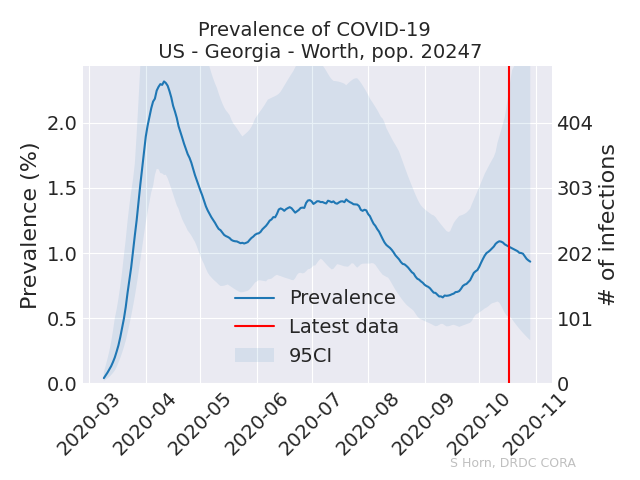 Prevalence of COVID-19
US - Georgia - Worth, pop. 20247
Prevalence (%)
2.0
1.5
1.0
0.5
0.0
404
303
202
101
0
# of infections
Prevalence
Latest data
95CI
2020-03
2020-04
2020-05
2020-06
2020-07
2020-08
2020-09
2020-10
2020-11
S Horn, DRDC CORA